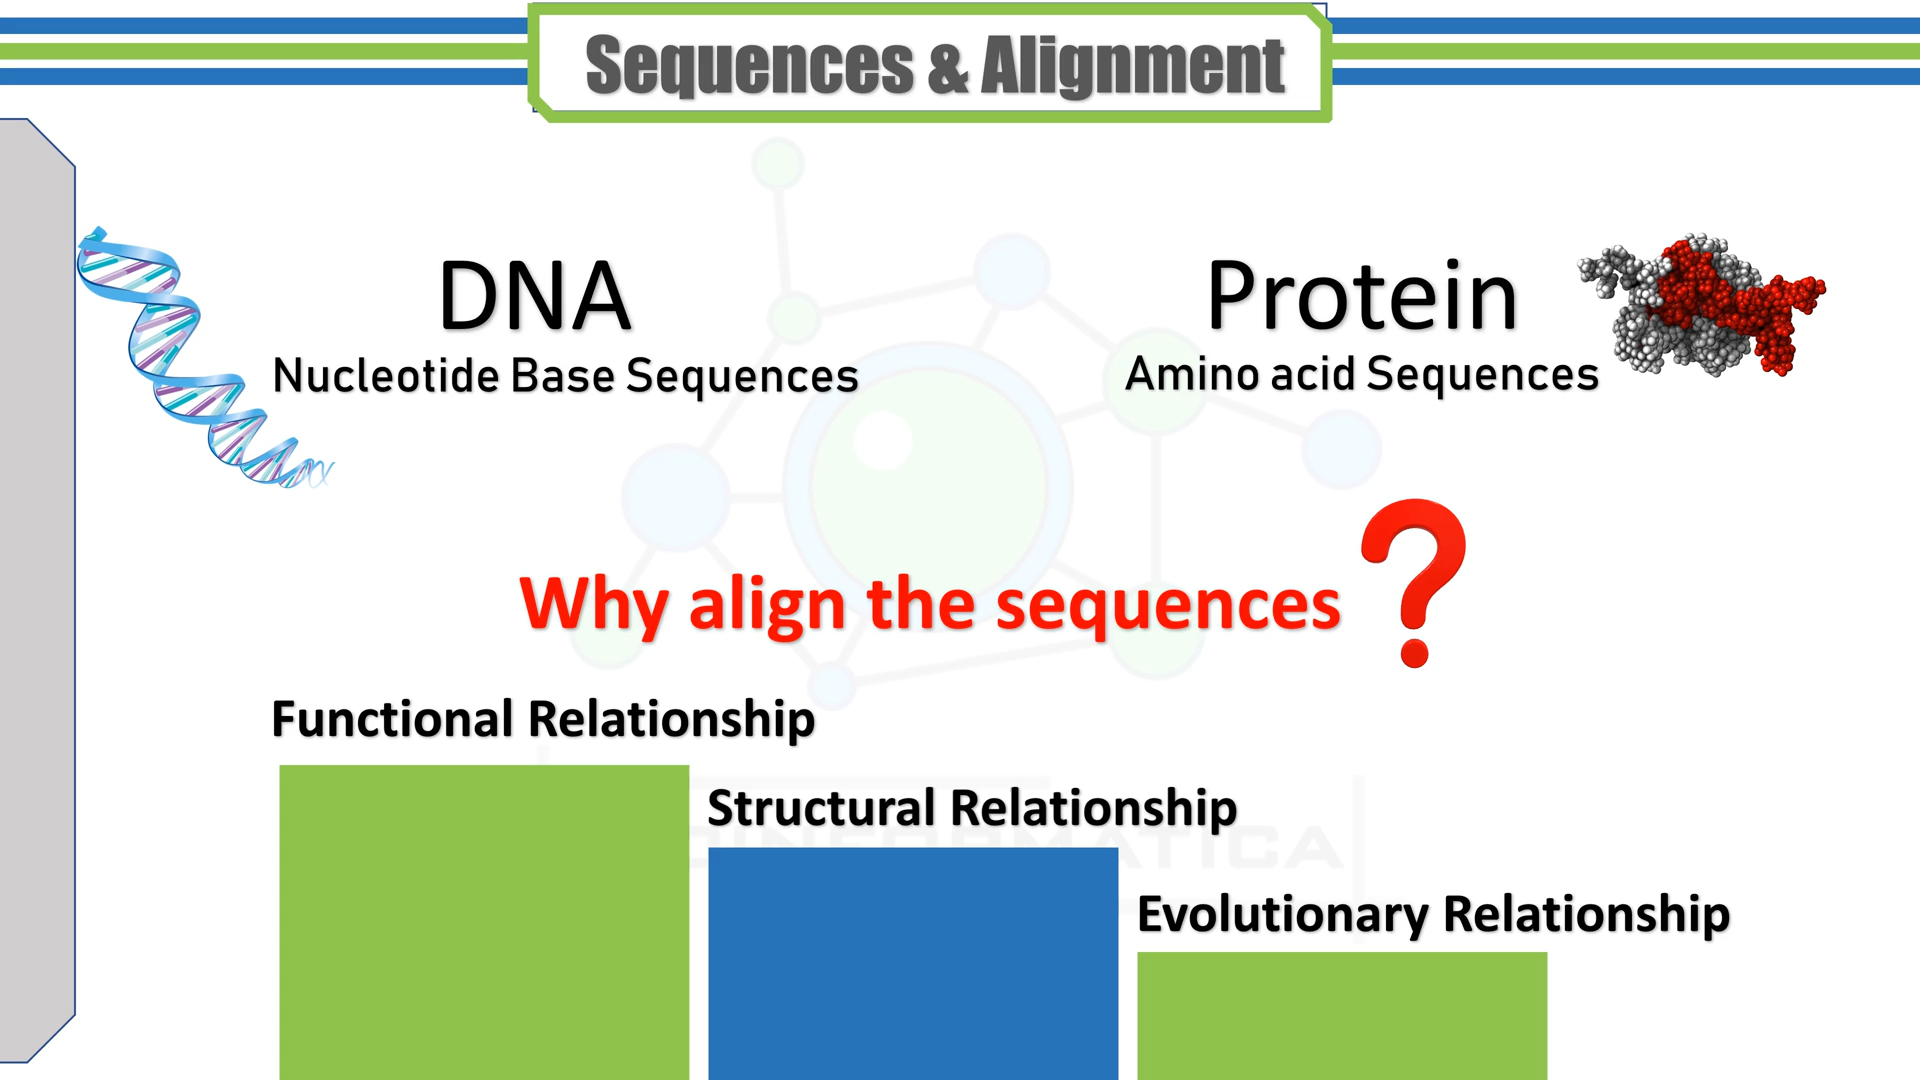 Sequences & Alignment
DNA
Nucleotide Base Sequences
Protein
Amino acid Sequences
Why align the sequences?
Functional Relationship
Structural Relationship
Evolutionary Relationship